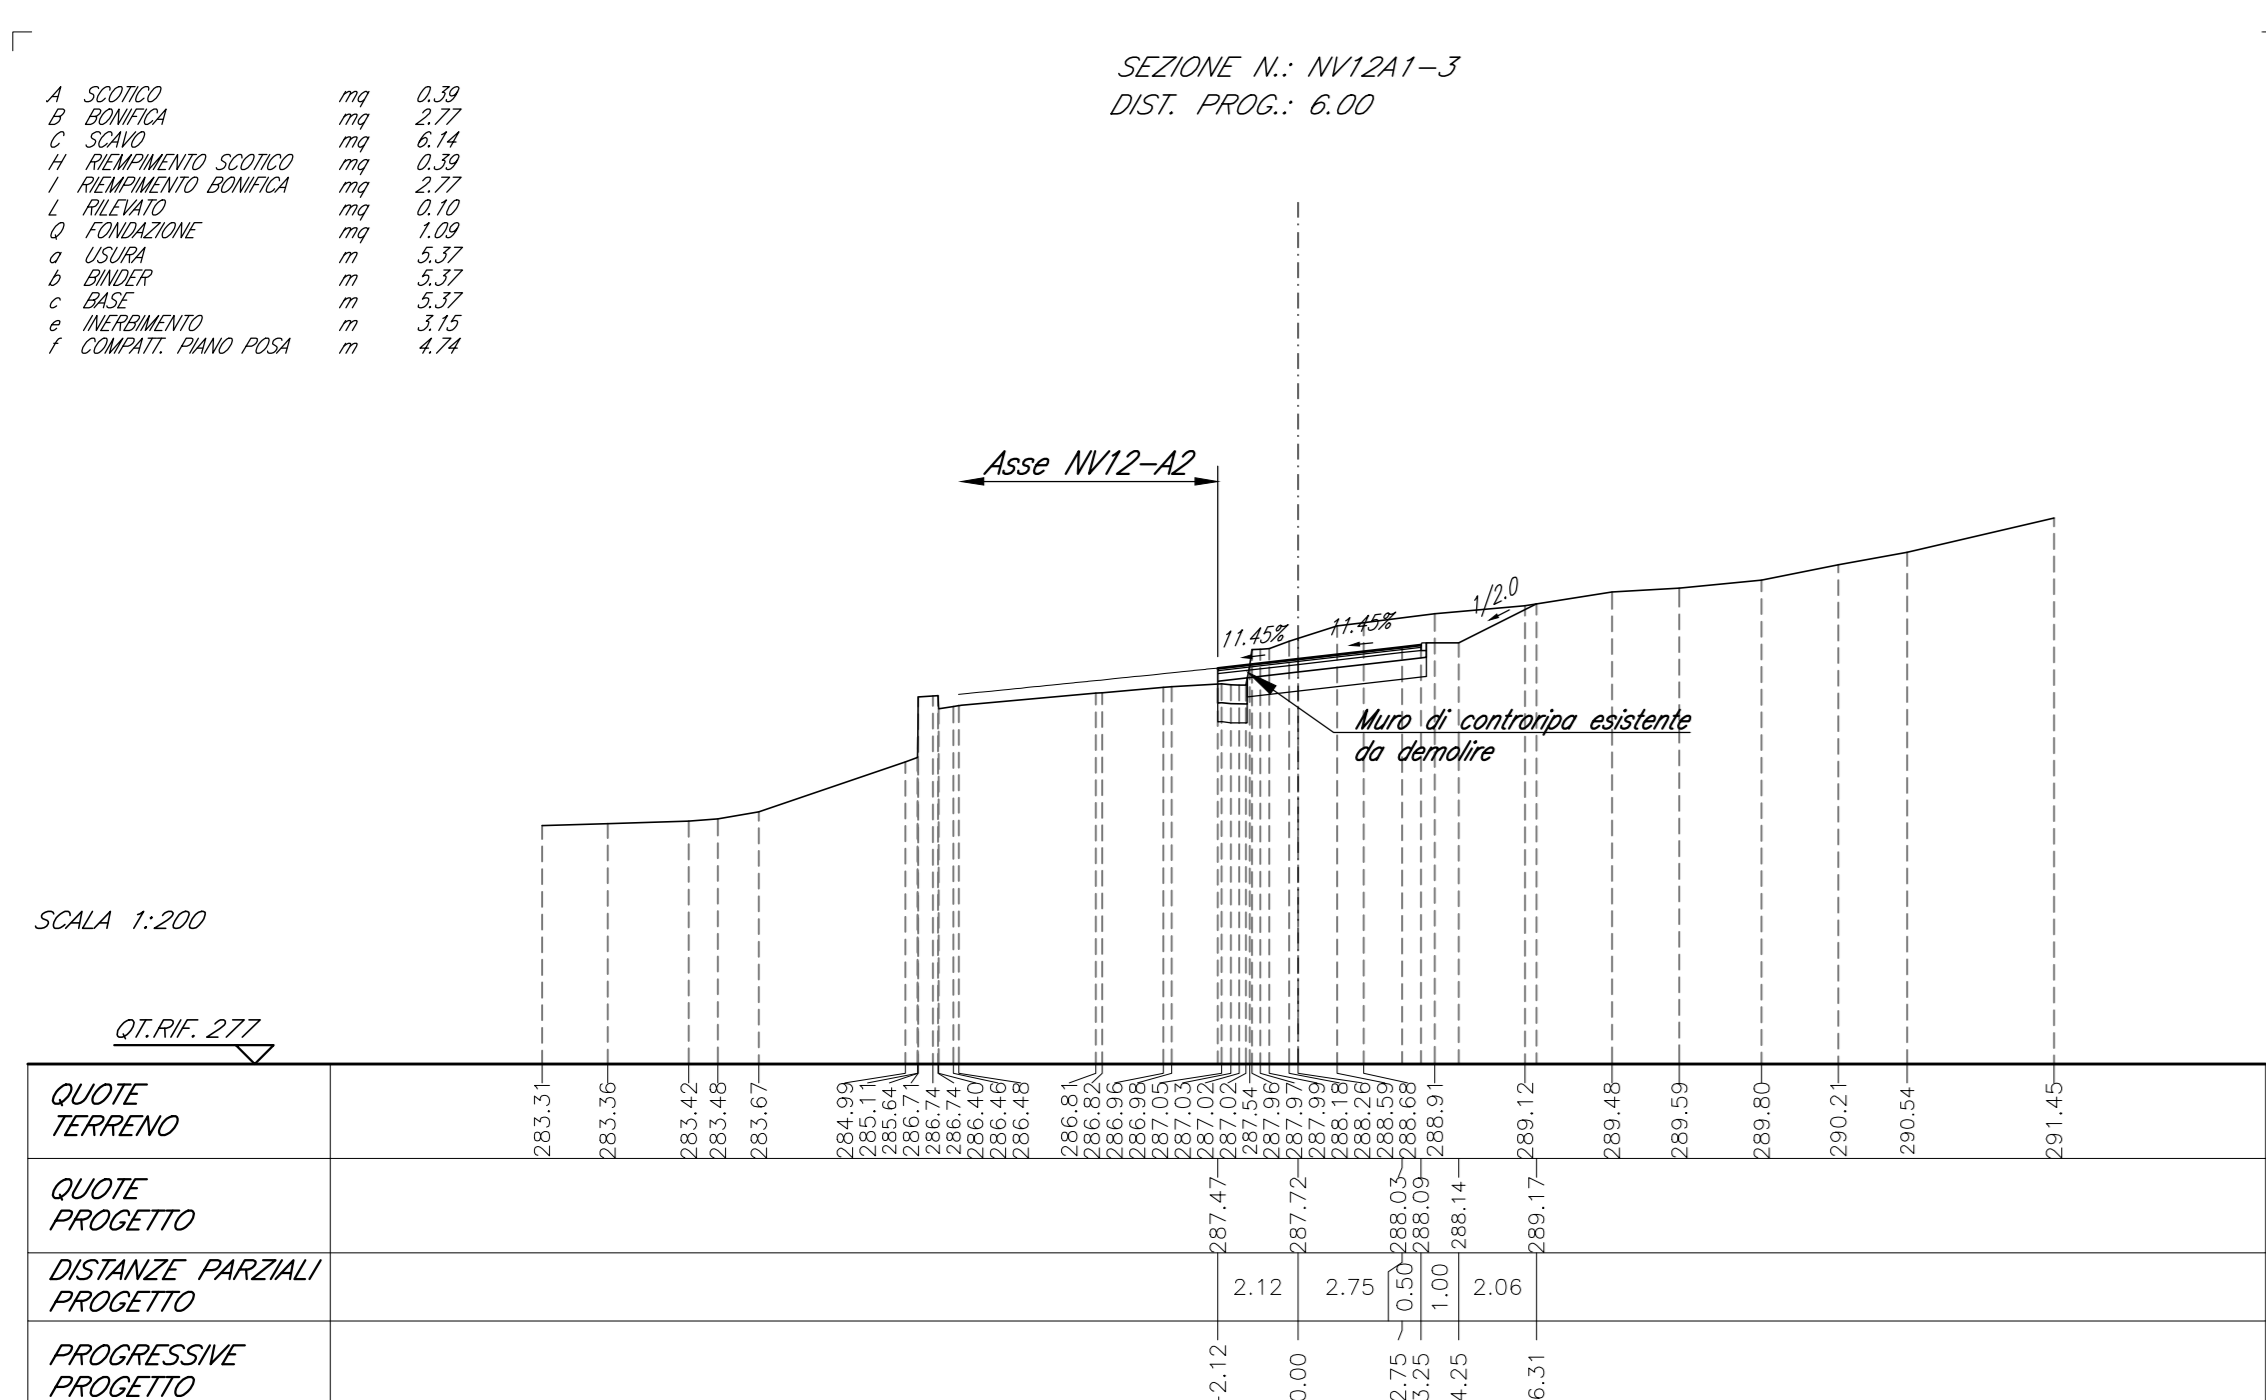 SEZIONE N.: NV12A1-3
DIST. PROG.: 6.00
A SCOTICO mq 0.39
B BONIFICA mq 2.77
C SCAVO mq 6.14
H RIEMPIMENTO SCOTICO mq 0.39
I RIEMPIMENTO BONIFICA mq 2.77
L RILEVATO mq 0.10
Q FONDAZIONE mq 1.09
a USURA m 5.37
b BINDER m 5.37
c BASE m 5.37
e INERBIMENTO m 3.15
f COMPATT. PIANO POSA m 4.74
Asse NV12-A2
11.45%
11.45%
1/2.0
Muro di controripa esistente
da demolire
SCALA 1:200
QT.RIF. 277
QUOTE
TERRENO
283.31 283.36 283.42 283.48 283.67 284.99 285.11 285.64 286.71 286.74 286.74 286.40 286.46 286.48 286.81 286.82 286.96 286.98 287.05 287.03 287.02 287.02 287.54 287.96 287.97 287.99 288.18 288.26 288.59 288.68 288.91 289.12 289.48 289.59 289.80 290.21 290.54 291.45
QUOTE
PROGETTO
287.47 287.72 288.03 288.09 288.14 289.17
DISTANZE PARZIALI
PROGETTO
2.12 2.75 0.50 1.00 2.06
PROGRESSIVE
PROGETTO
-2.12 0.00 2.75 3.25 4.25 6.31